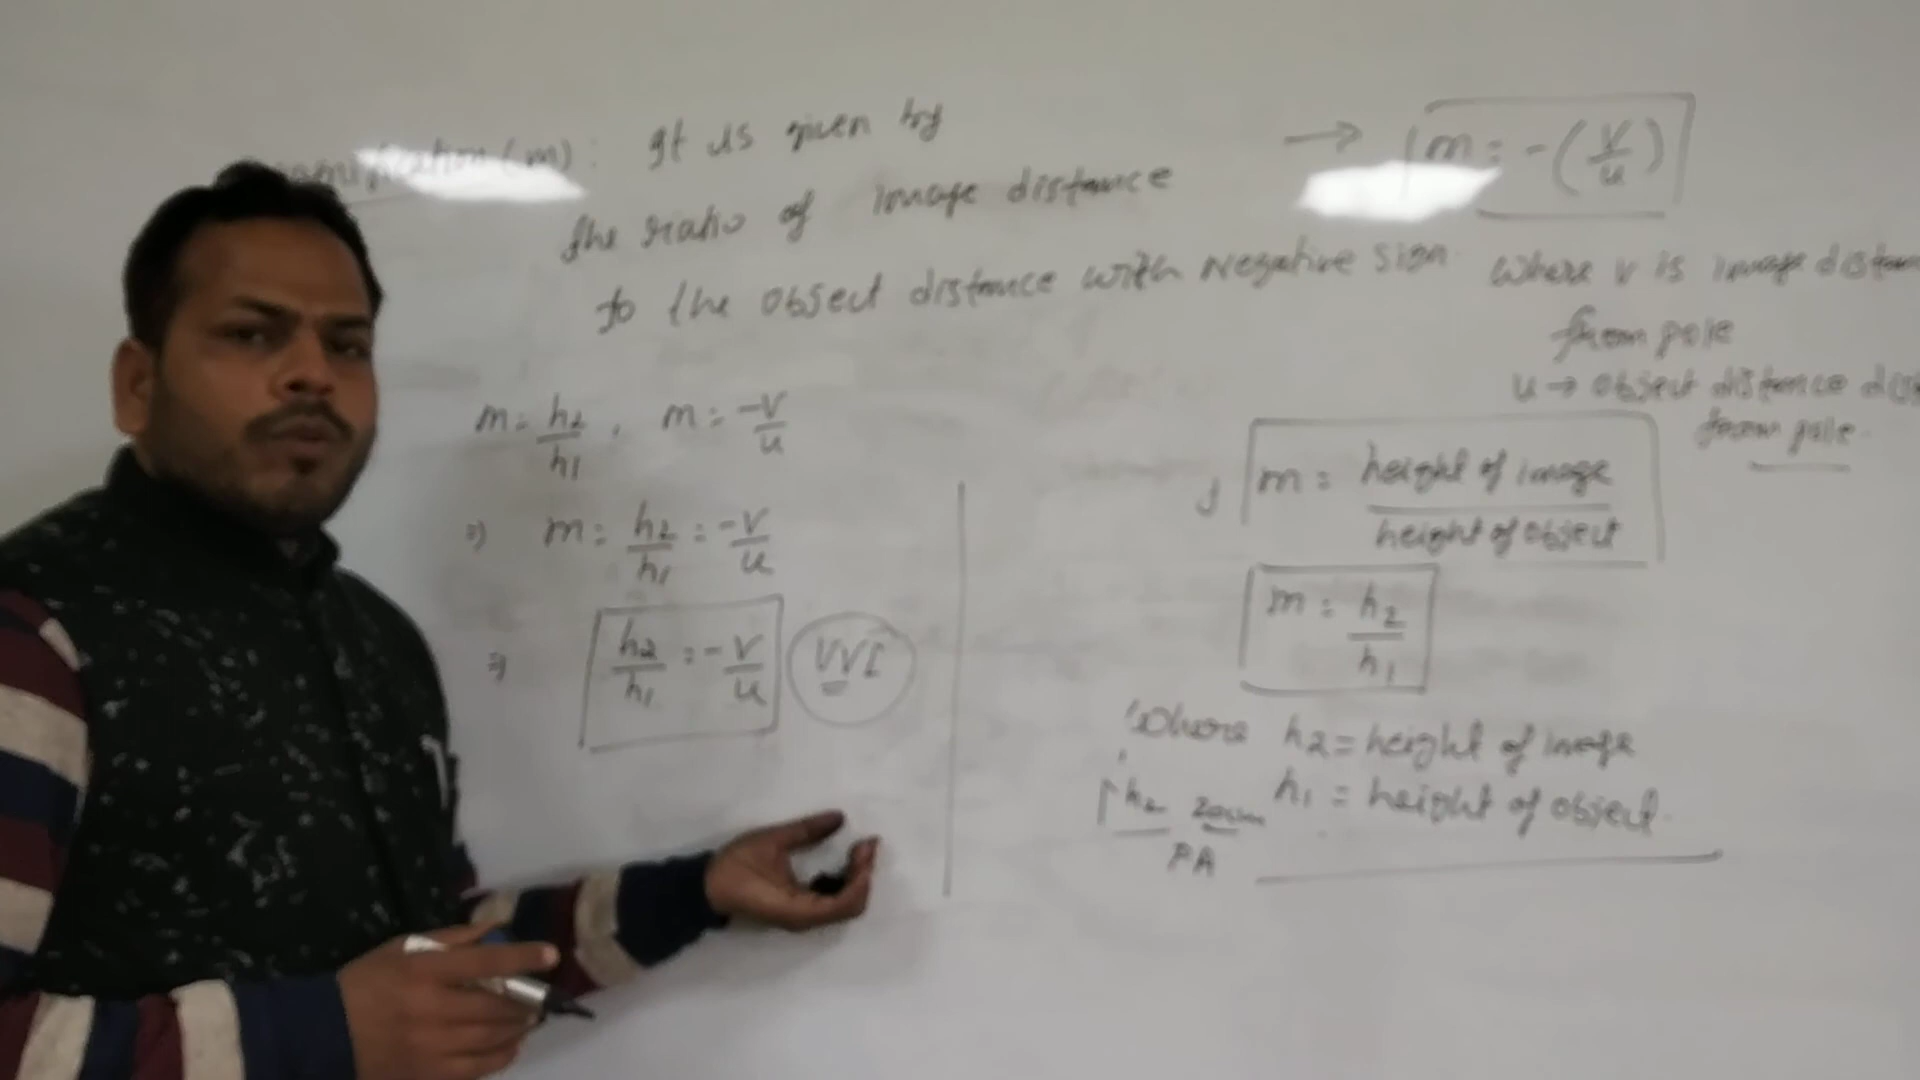 (m): It is given by
the ratio of image distance
to the object distance with Negative sign
m = h2/h1, m = -v/u
⇒ m = h2/h1 = -v/u
⇒ h2/h1 = -v/u VVI
→ m = -(v/u)
where v is image distan
from pole
u → object distance dis
from pole
m = height of image/height of object
m = h2/h1
where h2 = height of image
h1 = height of object
h2
PA